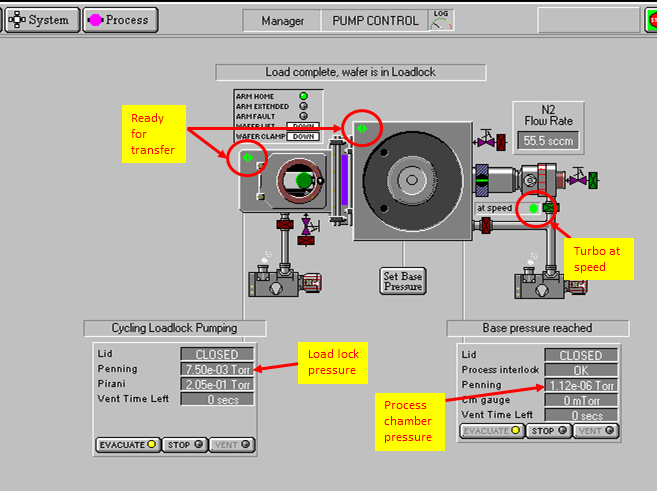 System
Process
Manager
PUMP CONTROL
LOG
Load complete, wafer is in Loadlock
ARM HOME
ARM EXTENDED
ARM FAULT
WAFER LIFT DOWN
WAFER CLAMP DOWN
Ready
for
transfer
N2
Flow Rate
55.5 sccm
at speed
Turbo at
speed
Set Base
Pressure
Cycling Loadlock Pumping
Lid CLOSED
Penning 7.50e-03 Torr
Pirani 2.05e-01 Torr
Vent Time Left 0 secs
EVACUATE
STOP
VENT
Load lock
pressure
Process
chamber
pressure
Base pressure reached
Lid CLOSED
Process interlock OK
Penning 1.12e-06 Torr
Cm gauge 0 mTorr
Vent Time Left 0 secs
EVACUATE
STOP
VENT